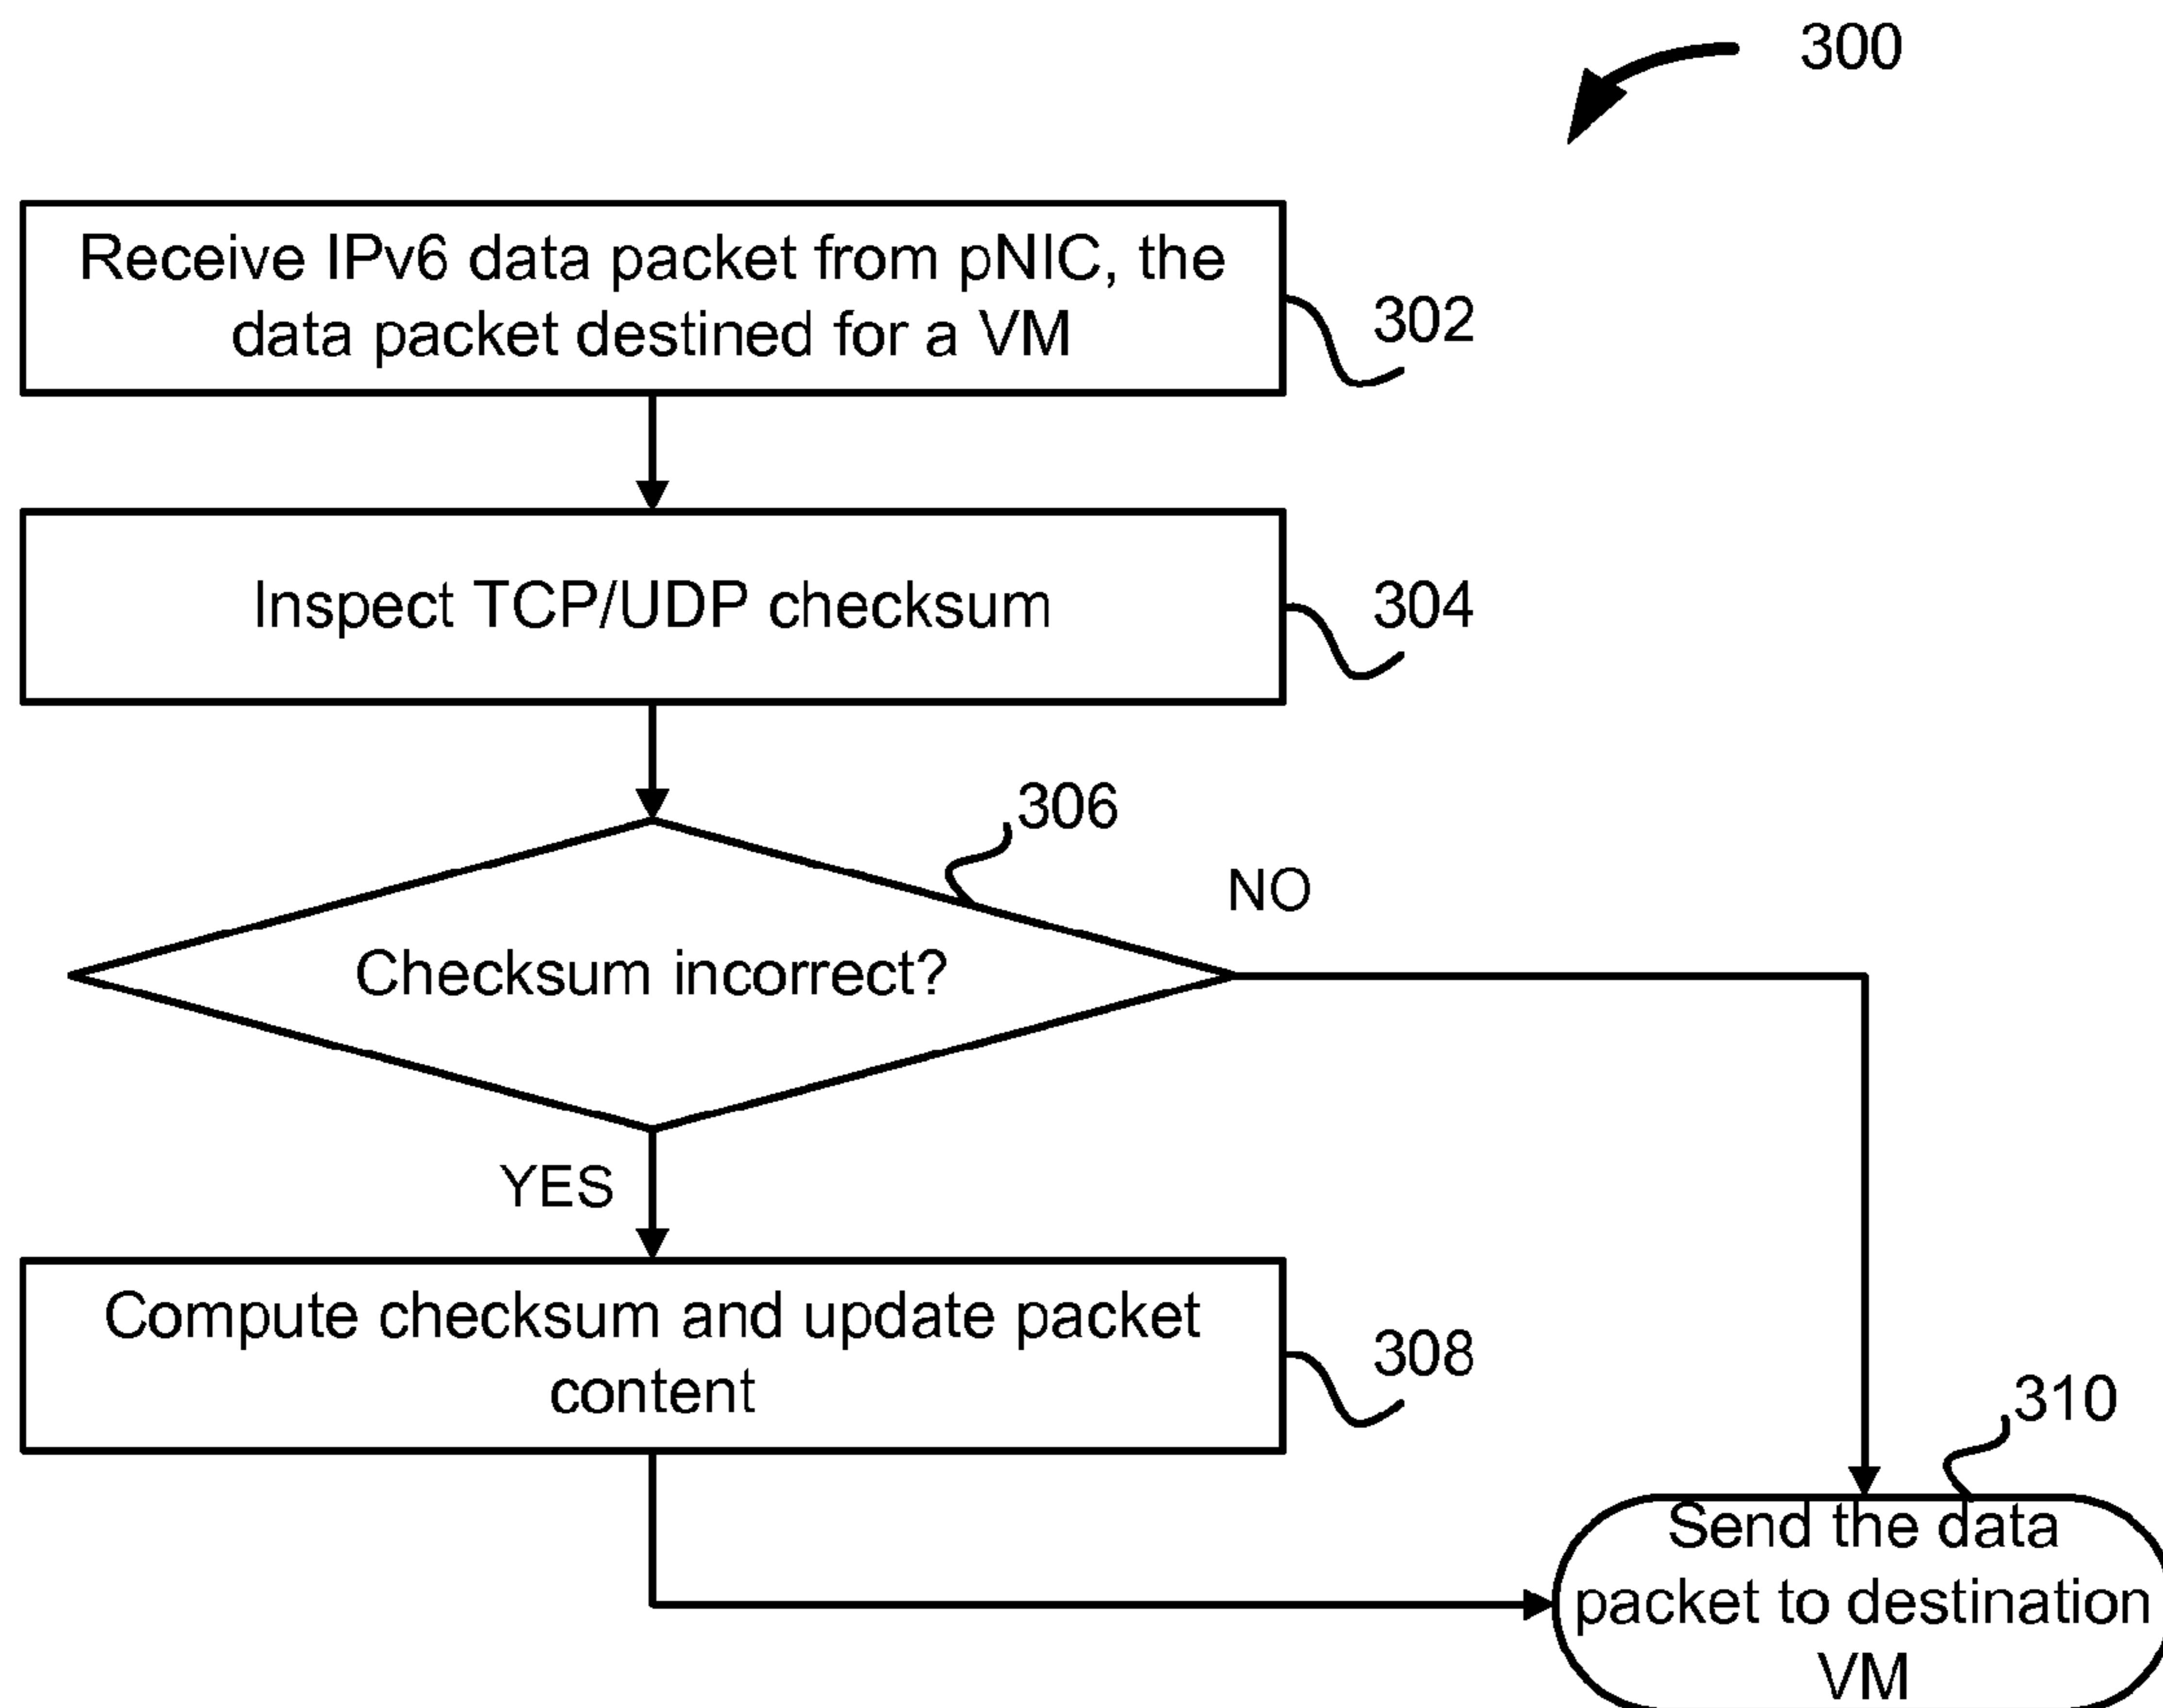 300
Receive IPv6 data packet from pNIC, the
data packet destined for a VM
302
Inspect TCP/UDP checksum
304
306
NO
Checksum incorrect?
YES
Compute checksum and update packet
content
308
310
Send the data
packet to destination
VM